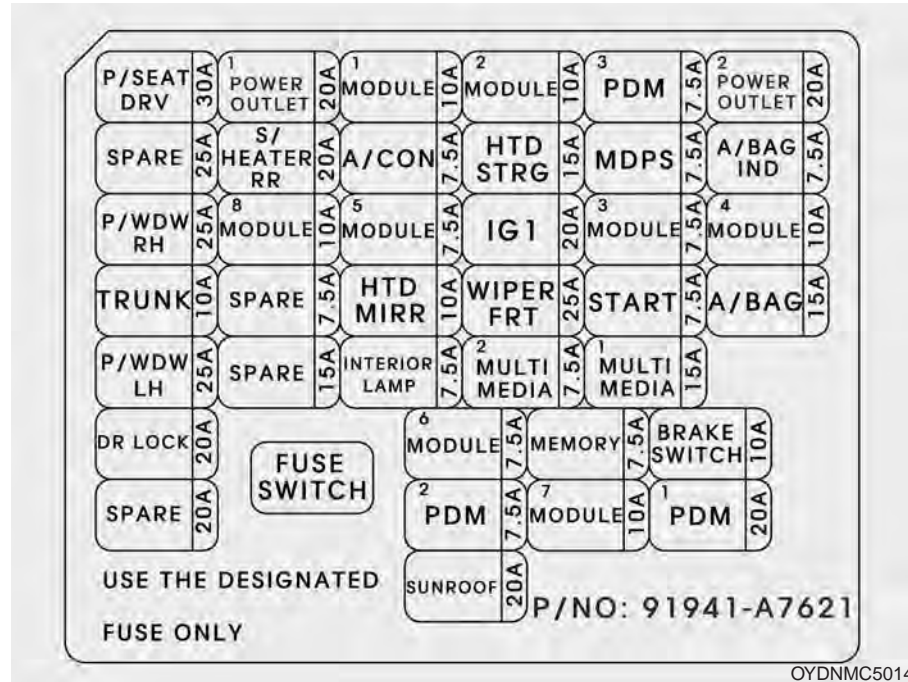 P/SEAT DRV 30A 1 POWER OUTLET 20A 1 MODULE 10A 2 MODULE 10A 3 PDM 7.5A 2 POWER OUTLET 20A
SPARE 25A S/ HEATER RR 20A A/CON 7.5A HTD STRG 15A MDPS 7.5A A/BAG IND 7.5A
P/WDW RH 25A 8 MODULE 10A 5 MODULE 7.5A IG1 20A 3 MODULE 7.5A 4 MODULE 10A
TRUNK 10A SPARE 7.5A HTD MIRR 10A WIPER FRT 25A START 7.5A A/BAG 15A
P/WDW LH 25A SPARE 15A INTERIOR LAMP 7.5A 2 MULTI MEDIA 7.5A 1 MULTI MEDIA 15A
DR LOCK 20A FUSE SWITCH 6 MODULE 7.5A MEMORY 7.5A BRAKE SWITCH 10A
SPARE 20A 2 PDM 7.5A 7 MODULE 10A 1 PDM 20A
USE THE DESIGNATED
FUSE ONLY
SUNROOF 20A
P/NO: 91941-A7621
OYDNMC5014